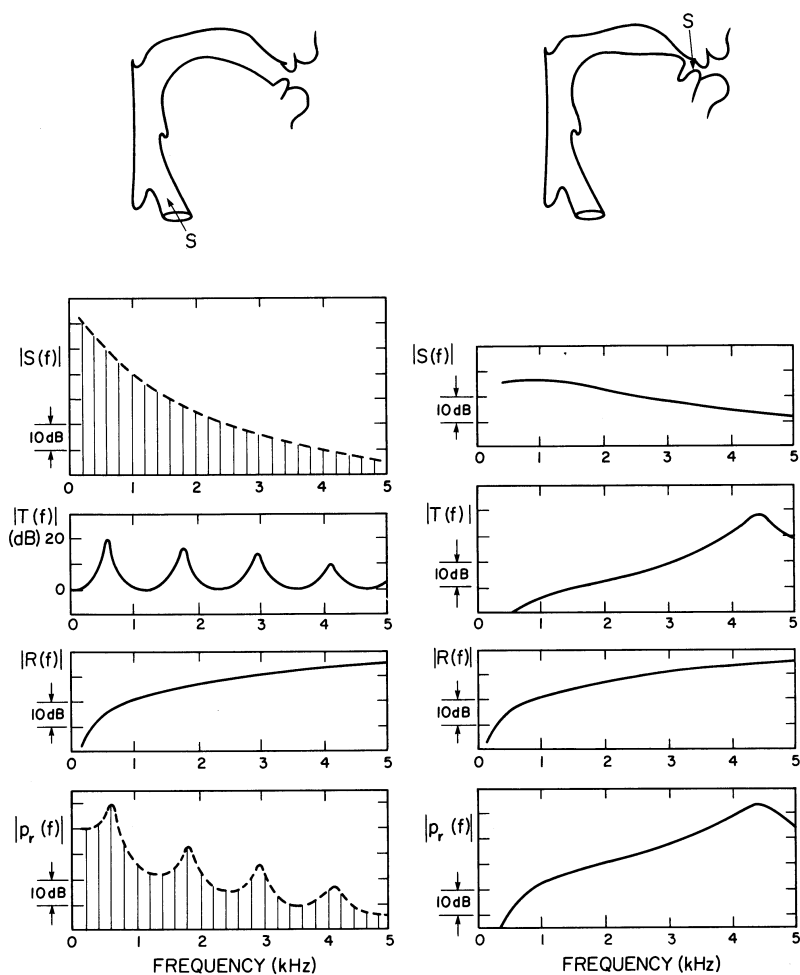 S
S
|S(f)|
10dB
0 1 2 3 4 5
|S(f)|
10dB
0 1 2 3 4 5
|T(f)|
(dB) 20
0
0 1 2 3 4 5
|T(f)|
10dB
0 1 2 3 4 5
|R(f)|
10dB
0 1 2 3 4 5
|R(f)|
10dB
0 1 2 3 4 5
|pr (f)|
10dB
0 1 2 3 4 5
FREQUENCY (kHz)
|pr (f)|
10dB
0 1 2 3 4 5
FREQUENCY (kHz)